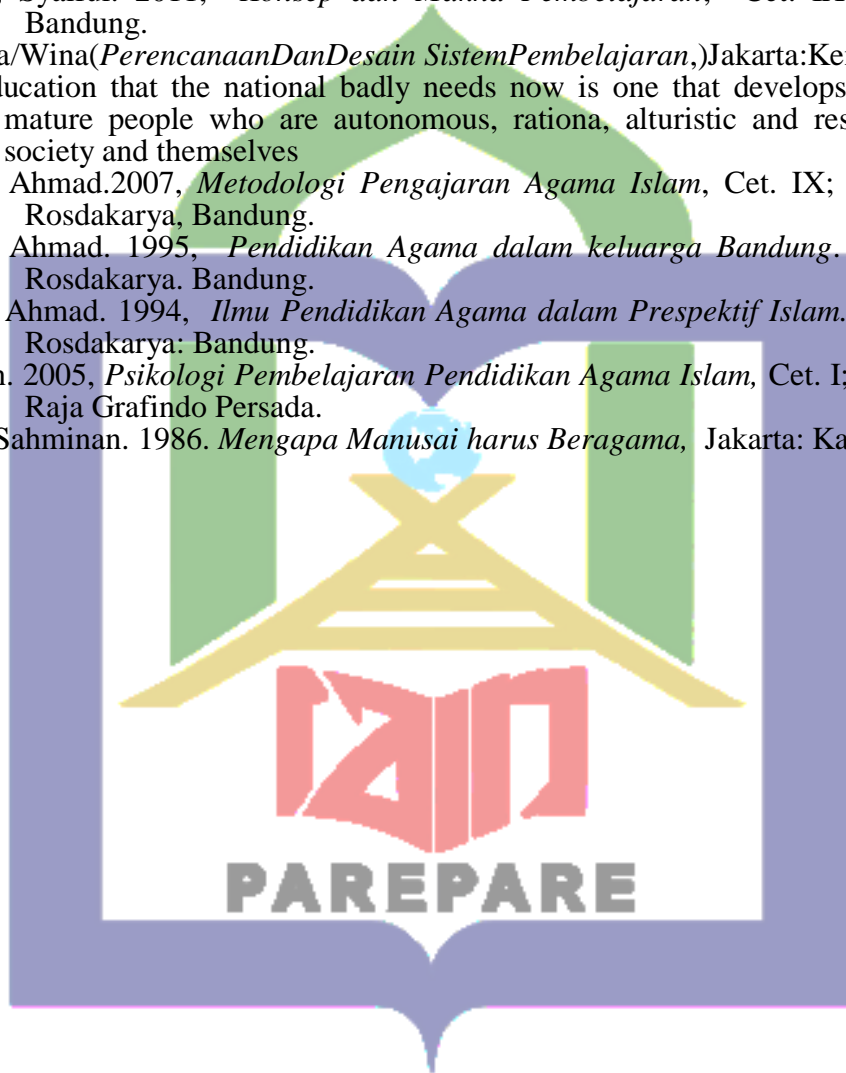 Syaifui. 2011, Konsep dan Makna Pembelajaran, Cet. IX
Bandung.
a/Wina(PerencanaanDanDesain SistemPembelajaran,)Jakarta:Ke
ducation that the national badly needs now is one that develops
mature people who are autonomous, rationa, alturistic and res
society and themselves
Ahmad.2007, Metodologi Pengajaran Agama Islam, Cet. IX;
Rosdakarya, Bandung.
Ahmad. 1995, Pendidikan Agama dalam keluarga Bandung.
Rosdakarya. Bandung.
Ahmad. 1994, Ilmu Pendidikan Agama dalam Prespektif Islam.
Rosdakarya: Bandung.
n. 2005, Psikologi Pembelajaran Pendidikan Agama Islam, Cet. I;
Raja Grafindo Persada.
Sahminan. 1986. Mengapa Manusai harus Beragama, Jakarta: Ka
iain
PAREPARE